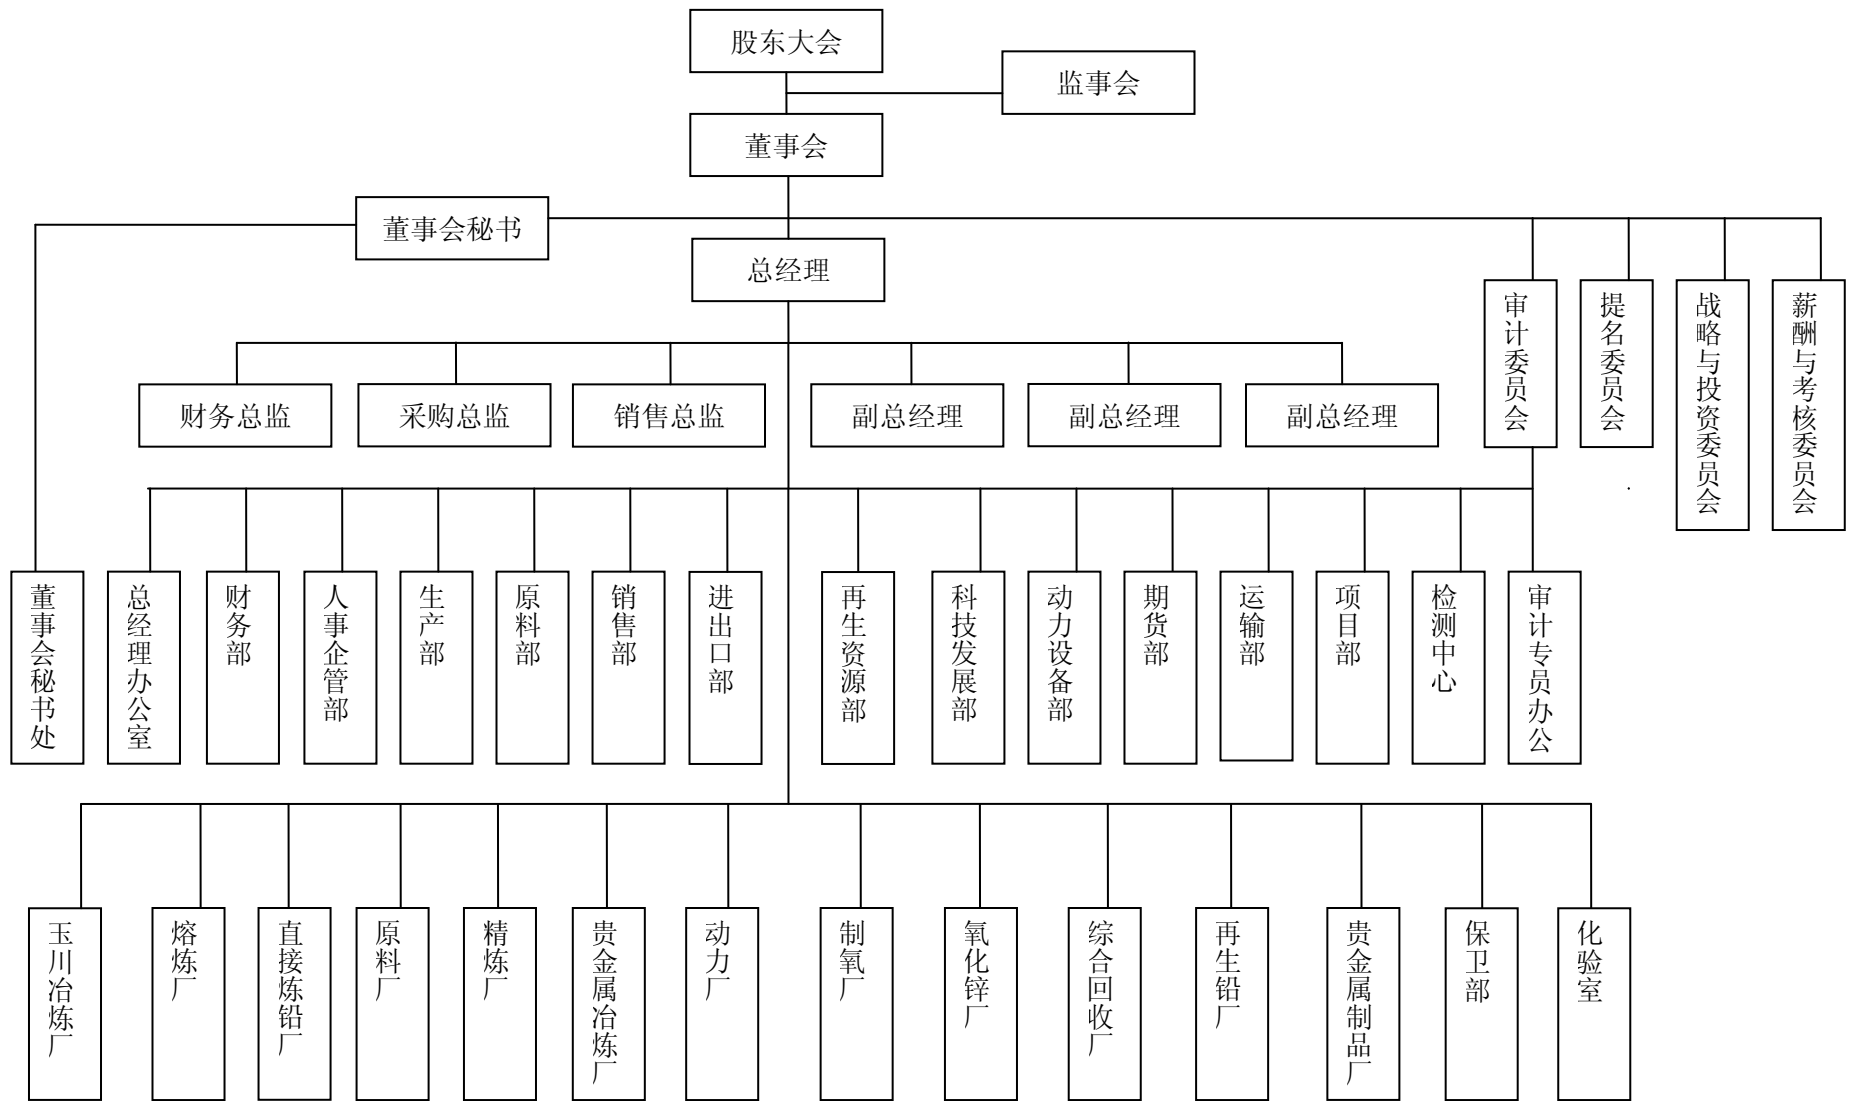 股东大会
监事会
董事会
董事会秘书
总经理
审计委员会
提名委员会
战略与投资委员会
薪酬与考核委员会
财务总监
采购总监
销售总监
副总经理
副总经理
副总经理
董事会秘书处
总经理办公室
财务部
人事企管部
生产部
原料部
销售部
进出口部
再生资源部
科技发展部
动力设备部
期货部
运输部
项目部
检测中心
审计专员办公
玉川冶炼厂
熔炼厂
直接炼铅厂
原料厂
精炼厂
贵金属冶炼厂
动力厂
制氧厂
氧化锌厂
综合回收厂
再生铅厂
贵金属制品厂
保卫部
化验室